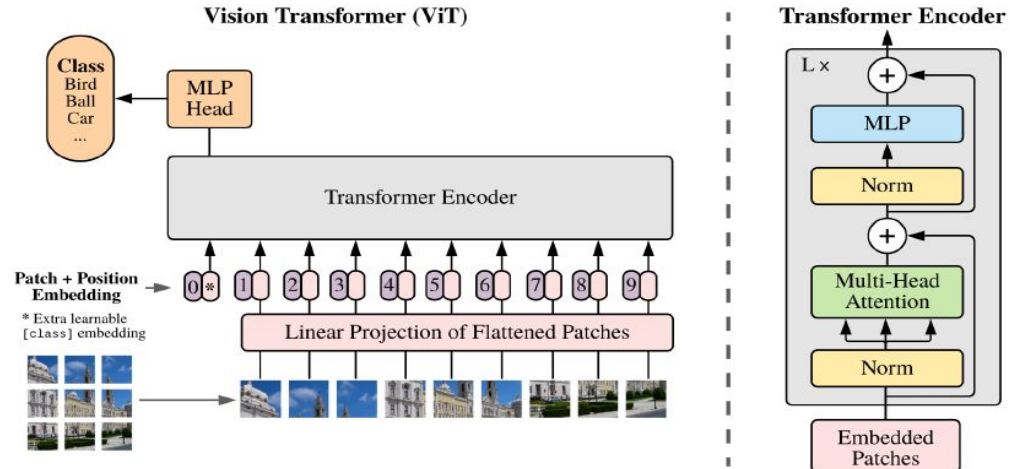 Vision Transformer (ViT)
Class
Bird
Ball
Car
...
MLP
Head
Transformer Encoder
Patch + Position
Embedding
0 * 1 2 3 4 5 6 7 8 9
* Extra learnable
[class] embedding
Linear Projection of Flattened Patches
Transformer Encoder
L ×
+
MLP
Norm
+
Multi-Head
Attention
Norm
Embedded
Patches